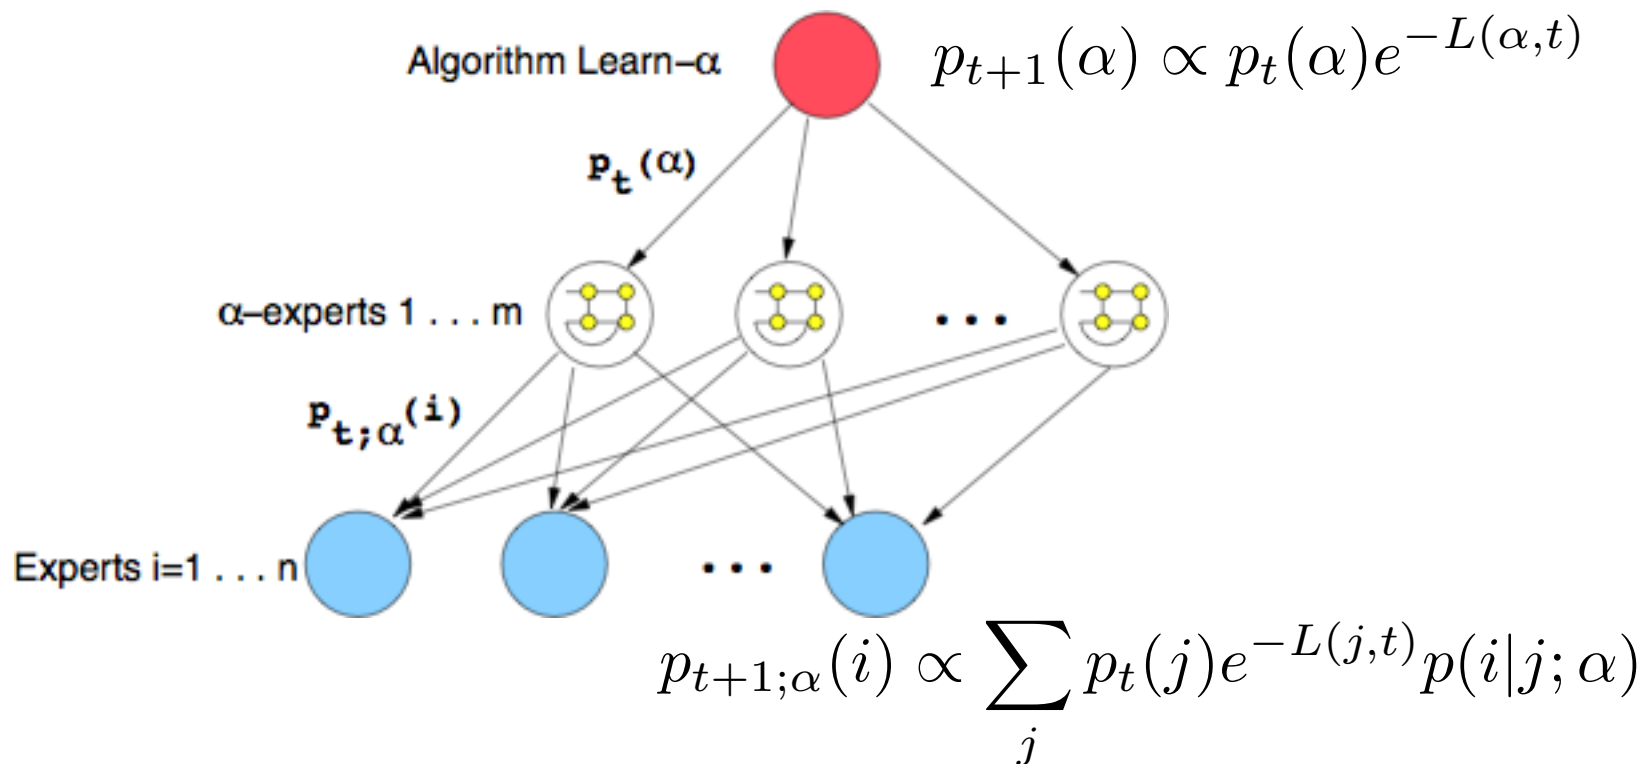 Algorithm Learn–α
p_{t+1}(α) ∝ p_t(α)e^{−L(α,t)}
p_t(α)
α–experts 1 . . . m
. . .
p_{t;α}(i)
Experts i=1 . . . n
. . .
p_{t+1;α}(i) ∝ ∑_j p_t(j)e^{−L(j,t)}p(i|j; α)